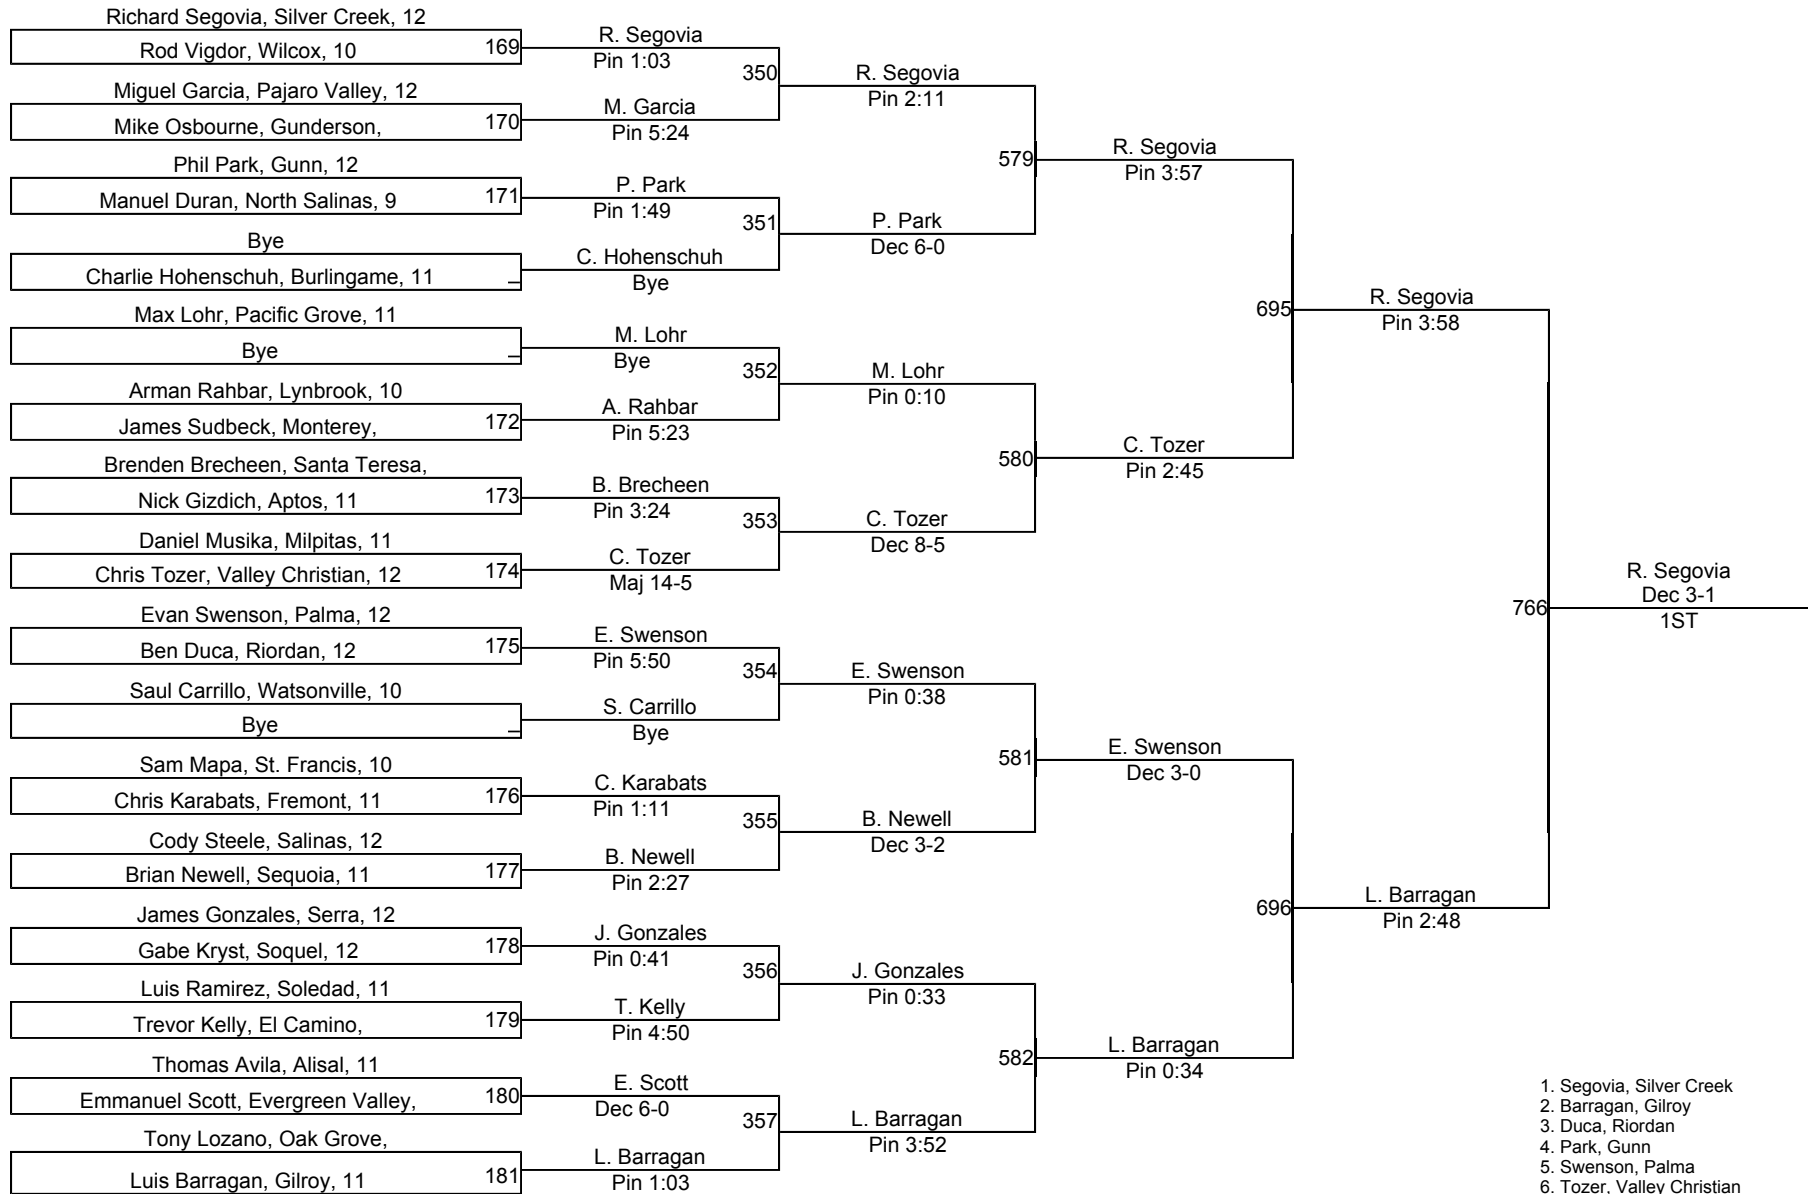 Richard Segovia, Silver Creek, 12
Rod Vigdor, Wilcox, 10
169
Miguel Garcia, Pajaro Valley, 12
Mike Osbourne, Gunderson,
170
Phil Park, Gunn, 12
Manuel Duran, North Salinas, 9
171
Bye
Charlie Hohenschuh, Burlingame, 11
_
Max Lohr, Pacific Grove, 11
Bye
_
Arman Rahbar, Lynbrook, 10
James Sudbeck, Monterey,
172
Brenden Brecheen, Santa Teresa,
Nick Gizdich, Aptos, 11
173
Daniel Musika, Milpitas, 11
Chris Tozer, Valley Christian, 12
174
Evan Swenson, Palma, 12
Ben Duca, Riordan, 12
175
Saul Carrillo, Watsonville, 10
Bye
_
Sam Mapa, St. Francis, 10
Chris Karabats, Fremont, 11
176
Cody Steele, Salinas, 12
Brian Newell, Sequoia, 11
177
James Gonzales, Serra, 12
Gabe Kryst, Soquel, 12
178
Luis Ramirez, Soledad, 11
Trevor Kelly, El Camino,
179
Thomas Avila, Alisal, 11
Emmanuel Scott, Evergreen Valley,
180
Tony Lozano, Oak Grove,
Luis Barragan, Gilroy, 11
181
R. Segovia
Pin 1:03
350
M. Garcia
Pin 5:24
P. Park
Pin 1:49
351
C. Hohenschuh
Bye
M. Lohr
Bye
352
A. Rahbar
Pin 5:23
B. Brecheen
Pin 3:24
353
C. Tozer
Maj 14-5
E. Swenson
Pin 5:50
354
S. Carrillo
Bye
C. Karabats
Pin 1:11
355
B. Newell
Pin 2:27
J. Gonzales
Pin 0:41
356
T. Kelly
Pin 4:50
E. Scott
Dec 6-0
357
L. Barragan
Pin 1:03
R. Segovia
Pin 2:11
579
P. Park
Dec 6-0
M. Lohr
Pin 0:10
580
C. Tozer
Dec 8-5
E. Swenson
Pin 0:38
581
B. Newell
Dec 3-2
J. Gonzales
Pin 0:33
582
L. Barragan
Pin 3:52
R. Segovia
Pin 3:57
695
C. Tozer
Pin 2:45
E. Swenson
Dec 3-0
696
L. Barragan
Pin 0:34
R. Segovia
Pin 3:58
766
L. Barragan
Pin 2:48
R. Segovia
Dec 3-1
1ST
1. Segovia, Silver Creek
2. Barragan, Gilroy
3. Duca, Riordan
4. Park, Gunn
5. Swenson, Palma
6. Tozer, Valley Christian